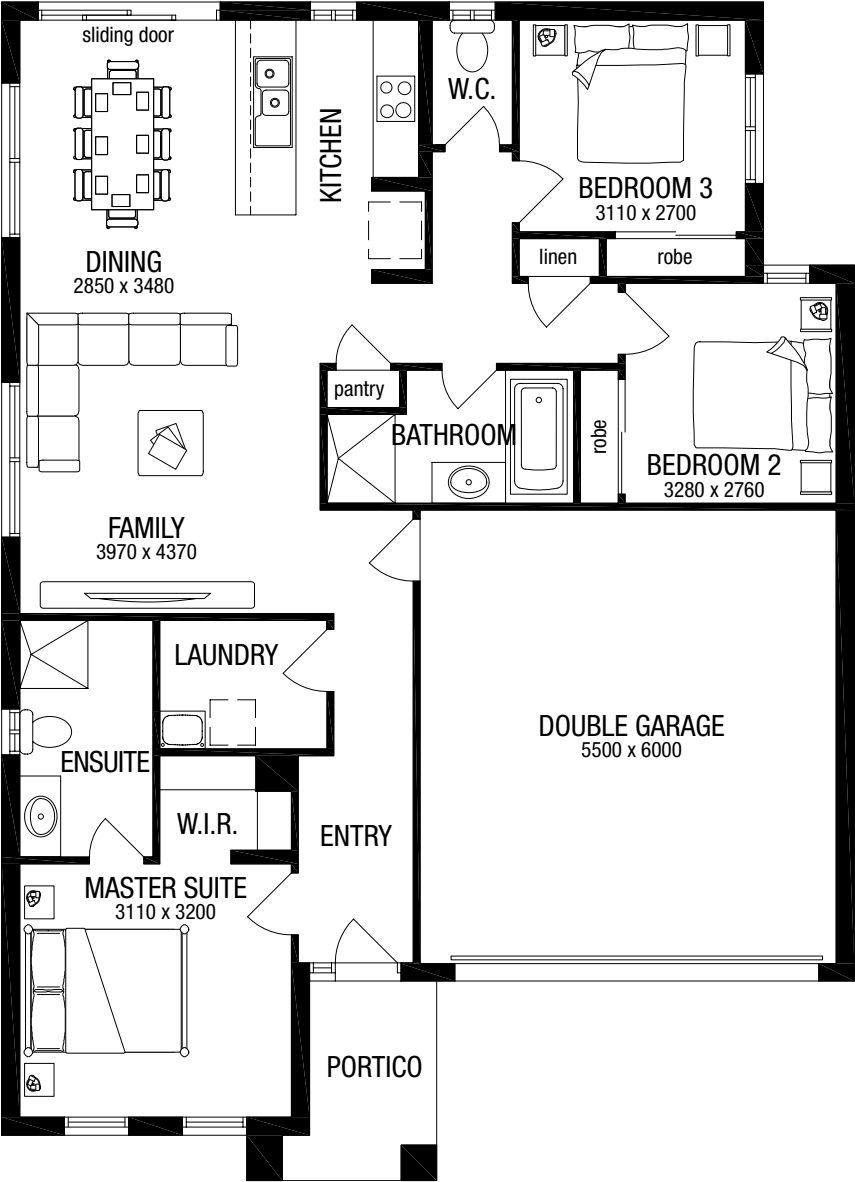 sliding door
W.C.
KITCHEN
BEDROOM 3
3110 x 2700
DINING
2850 x 3480
linen
robe
pantry
BATHROOM
robe
BEDROOM 2
3280 x 2760
FAMILY
3970 x 4370
LAUNDRY
DOUBLE GARAGE
5500 x 6000
ENSUITE
W.I.R.
ENTRY
MASTER SUITE
3110 x 3200
PORTICO